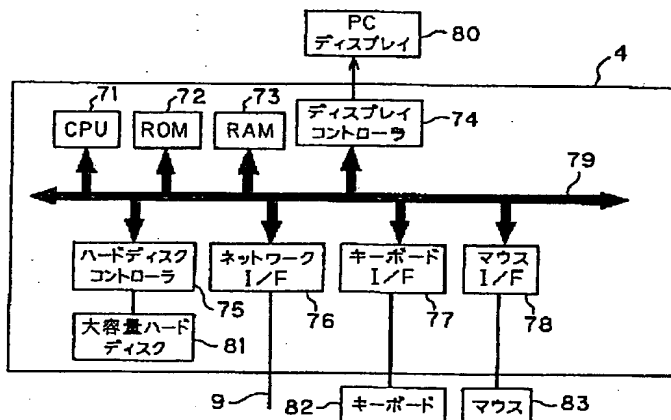 PC
ディスプレイ
80
4
71
72
73
CPU
ROM
RAM
ディスプレイ
コントローラ
74
79
ハードディスク
コントローラ
75
ネットワーク
I/F
76
キーボード
I/F
77
マウス
I/F
78
大容量ハード
ディスク
81
9
82
キーボード
マウス
83